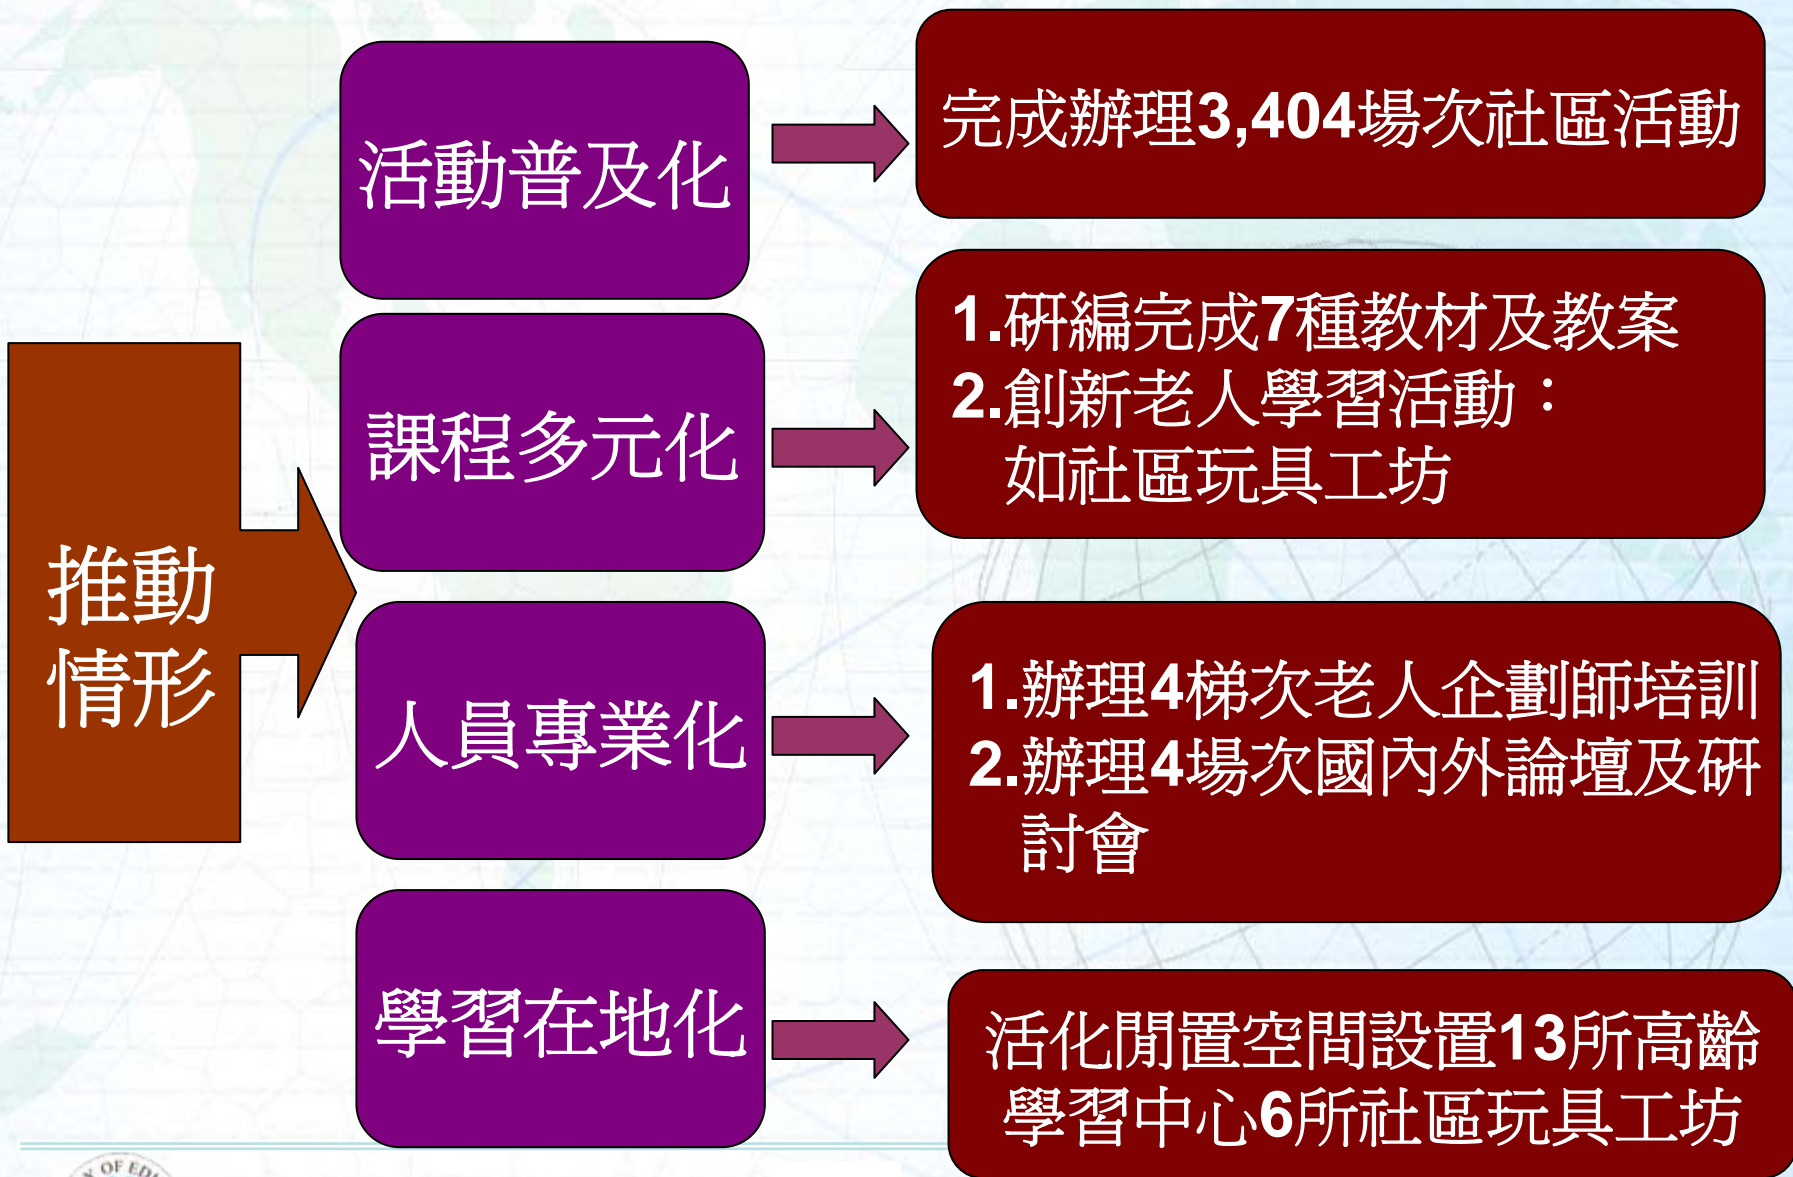 推動
情形
活動普及化
完成辦理3,404場次社區活動
課程多元化
1.研編完成7種教材及教案
2.創新老人學習活動：
如社區玩具工坊
人員專業化
1.辦理4梯次老人企劃師培訓
2.辦理4場次國內外論壇及研
討會
學習在地化
活化閒置空間設置13所高齡
學習中心6所社區玩具工坊
OF